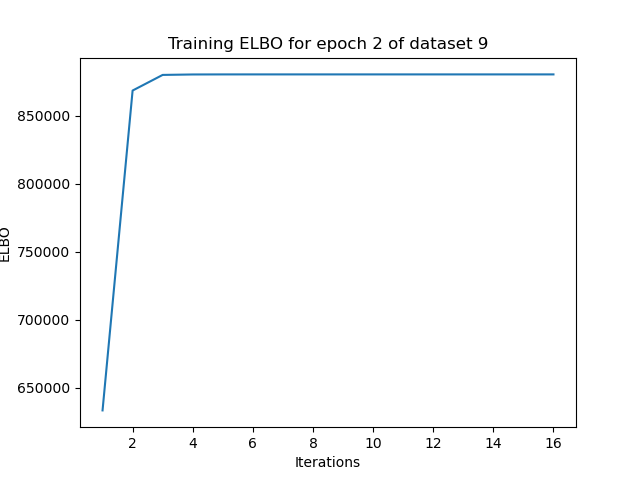 Training ELBO for epoch 2 of dataset 9
ELBO
850000
800000
750000
700000
650000
2 4 6 8 10 12 14 16
Iterations